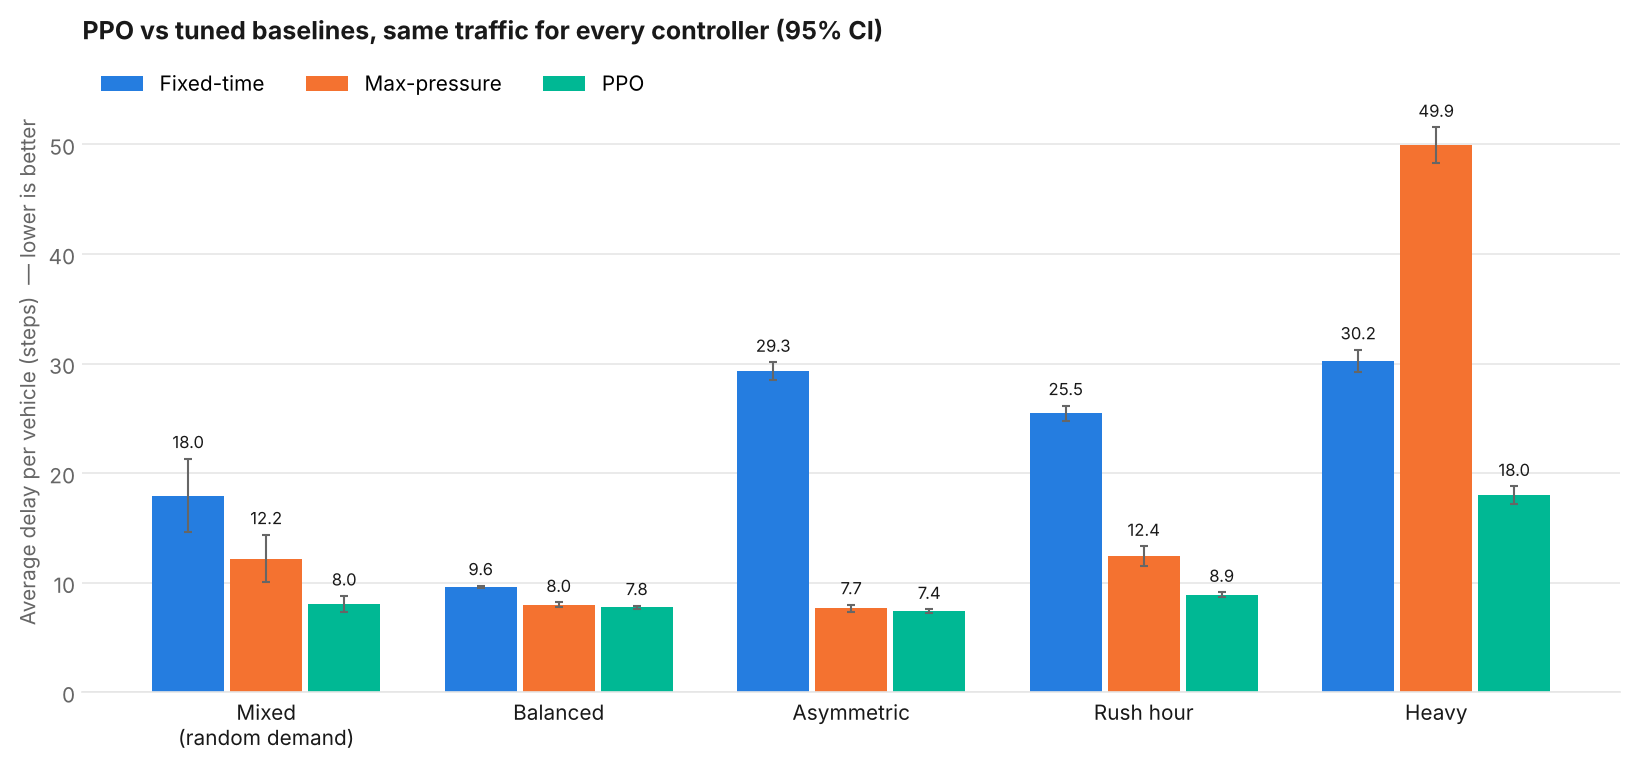 PPO vs tuned baselines, same traffic for every controller (95% CI)
Fixed-time
Max-pressure
PPO
Average delay per vehicle (steps) — lower is better
50
40
30
20
10
0
18.0
12.2
8.0
9.6
8.0
7.8
29.3
7.7
7.4
25.5
12.4
8.9
30.2
49.9
18.0
Mixed
(random demand)
Balanced
Asymmetric
Rush hour
Heavy